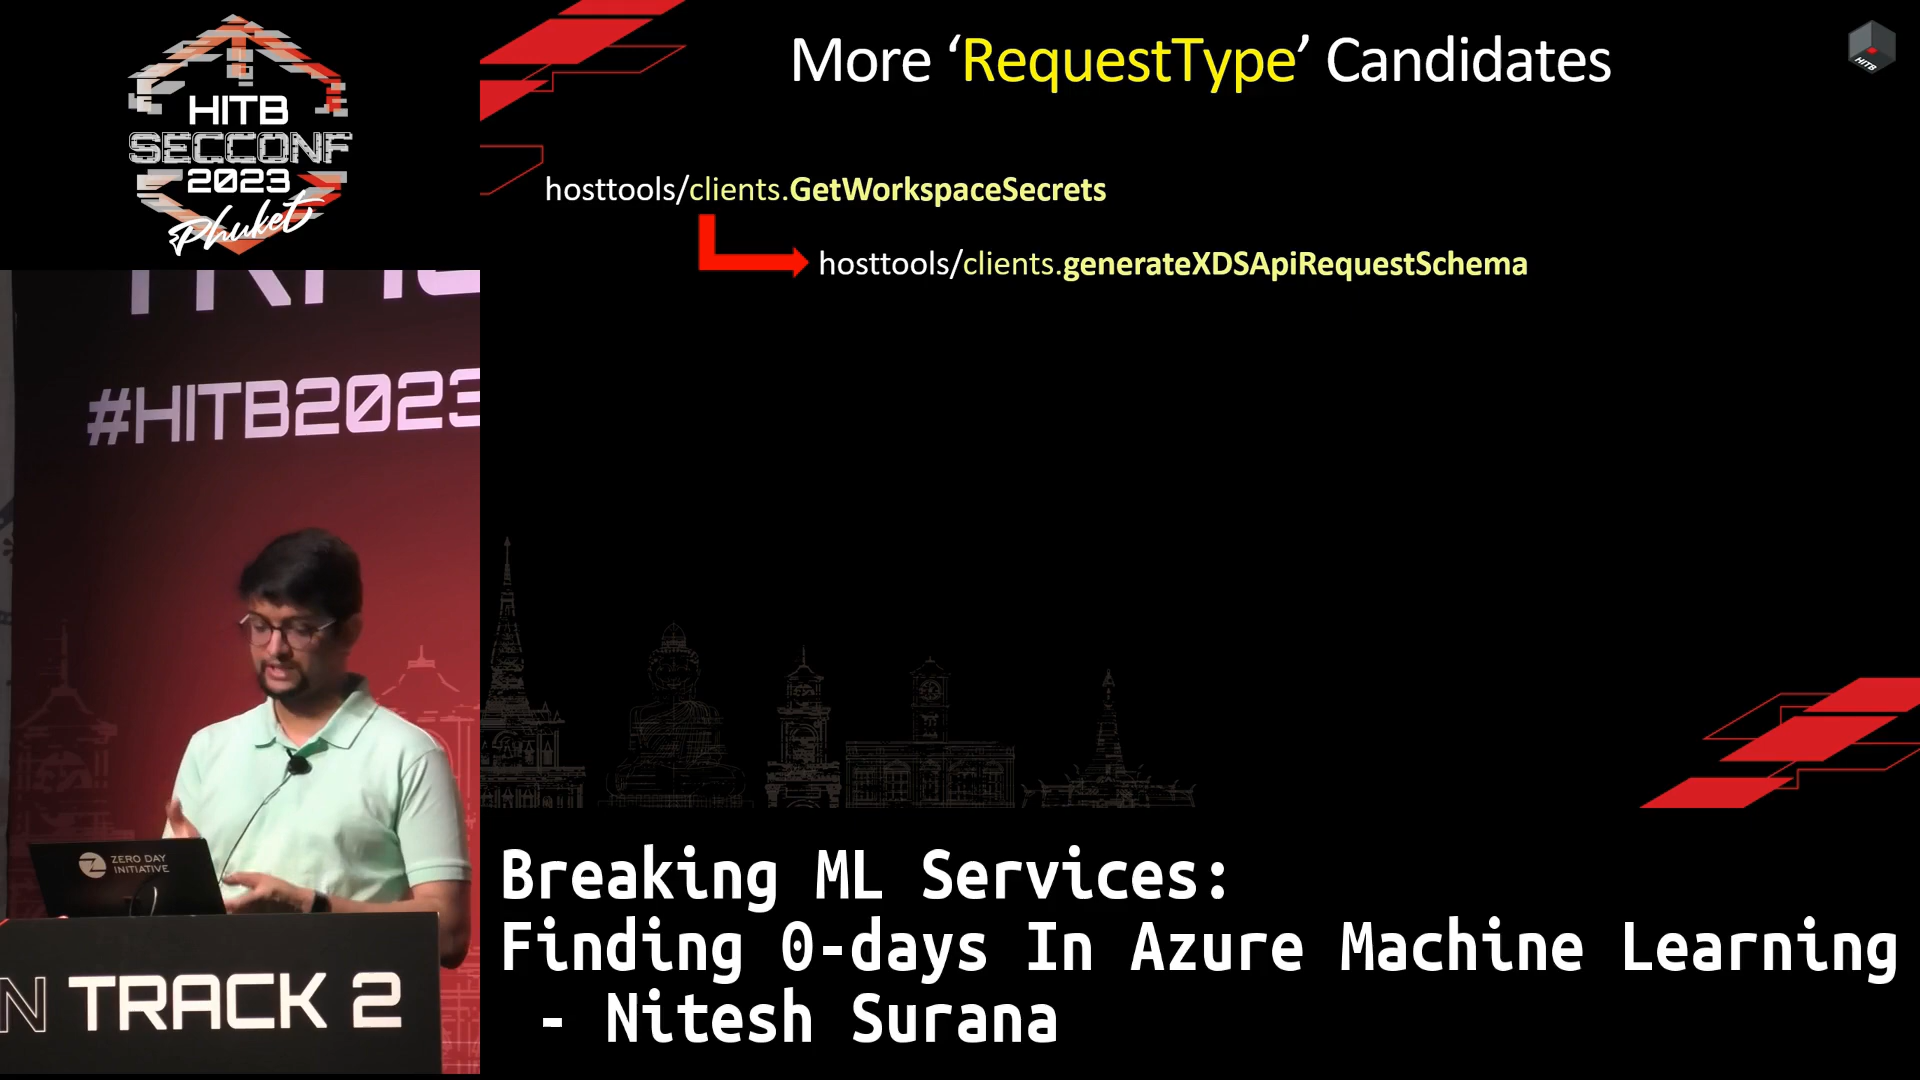 HITB
SECCONF
2023
Phuket
More ‘RequestType’ Candidates
HITB
hosttools/clients.GetWorkspaceSecrets
hosttools/clients.generateXDSApiRequestSchema
#HITB2023
ZERO DAY
INITIATIVE
N TRACK 2
Breaking ML Services:
Finding 0-days In Azure Machine Learning
- Nitesh Surana